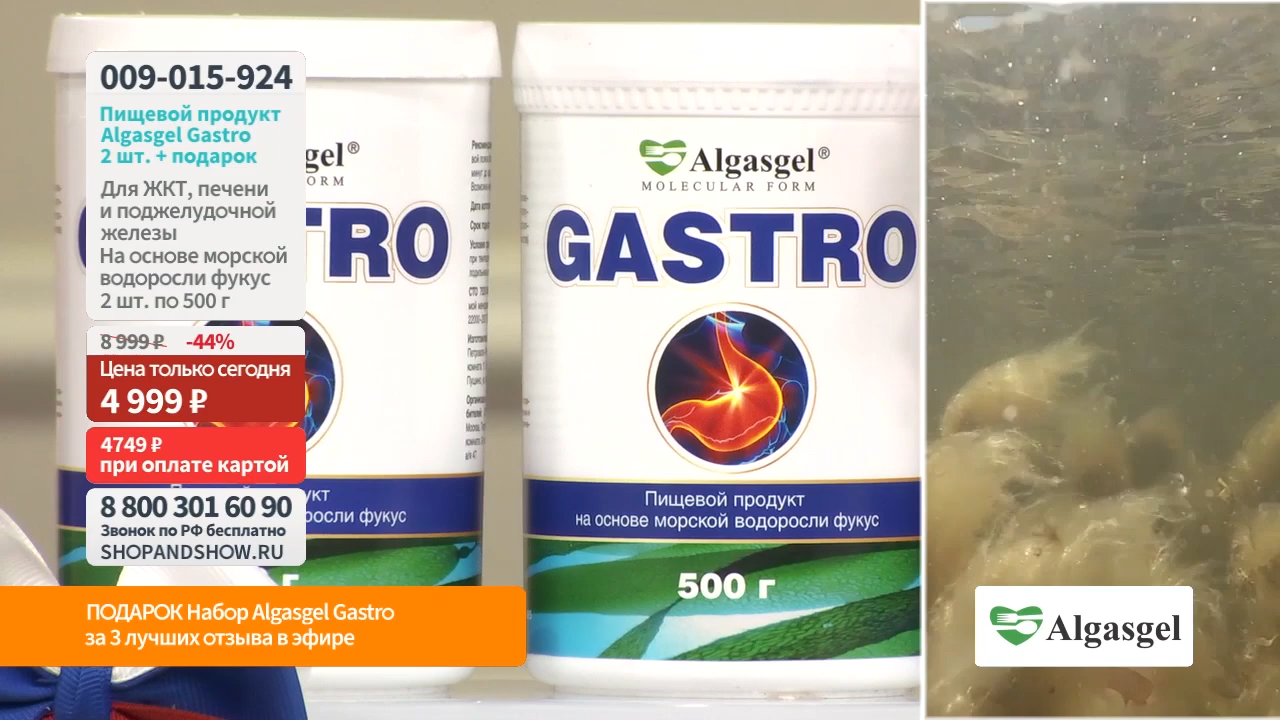 009-015-924
Пищевой продукт
Algasgel Gastro
2 шт. + подарок
Для ЖКТ, печени
и поджелудочной
железы
На основе морской
водоросли фукус
2 шт. по 500 г
8 999 ₽ -44%
Цена только сегодня
4 999 ₽
4749 ₽
при оплате картой
8 800 301 60 90
Звонок по РФ бесплатно
SHOPANDSHOW.RU
ПОДАРОК Набор Algasgel Gastro
за 3 лучших отзыва в эфире
Algasgel®
MOLECULAR FORM
GASTRO
Пищевой продукт
на основе морской водоросли фукус
500 г
Algasgel